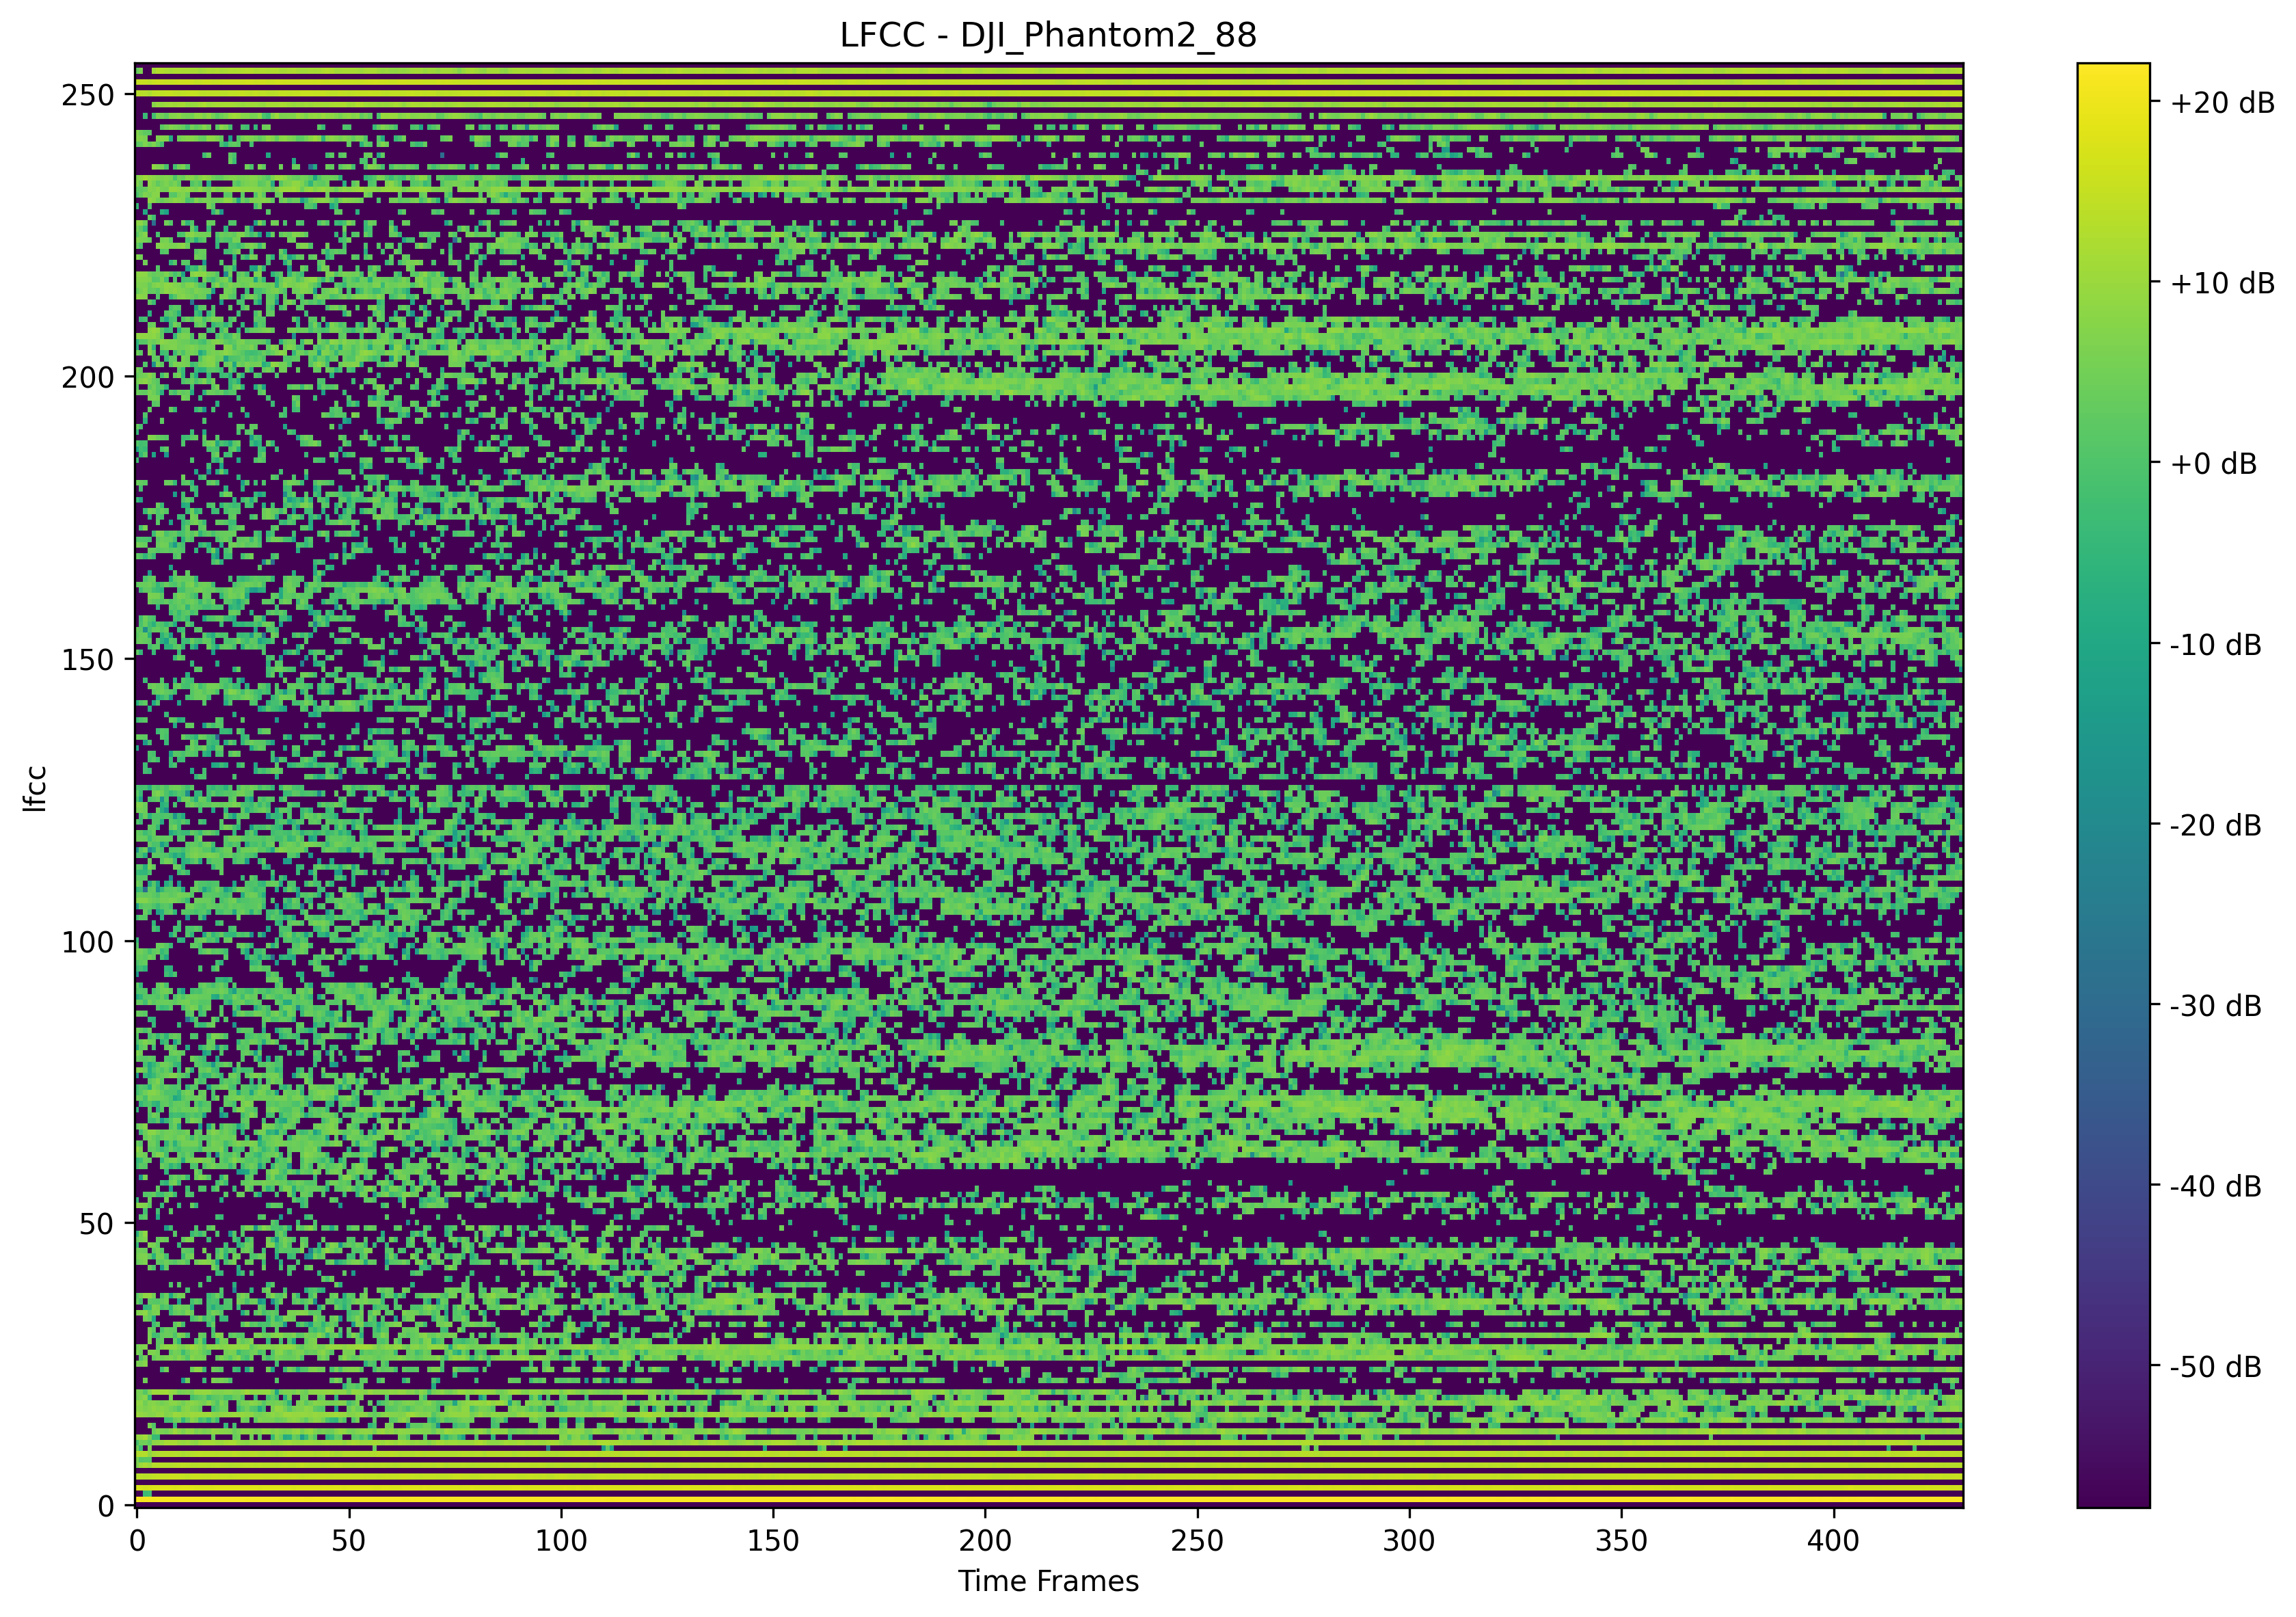 LFCC - DJI_Phantom2_88
lfcc
250
200
150
100
50
0
0 50 100 150 200 250 300 350 400
Time Frames
+20 dB
+10 dB
+0 dB
-10 dB
-20 dB
-30 dB
-40 dB
-50 dB